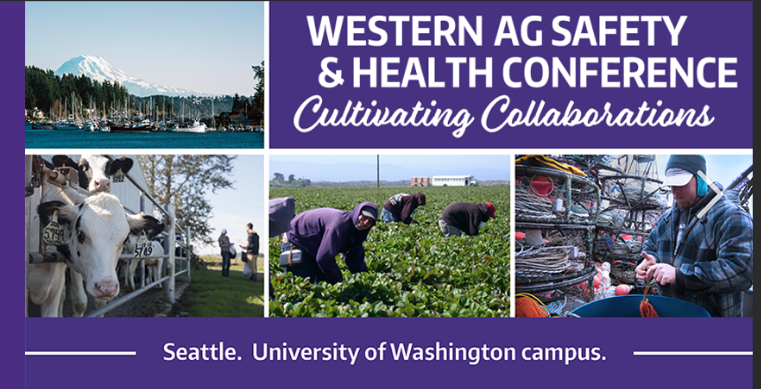 WESTERN AG SAFETY
& HEALTH CONFERENCE
Cultivating Collaborations
Seattle. University of Washington campus.